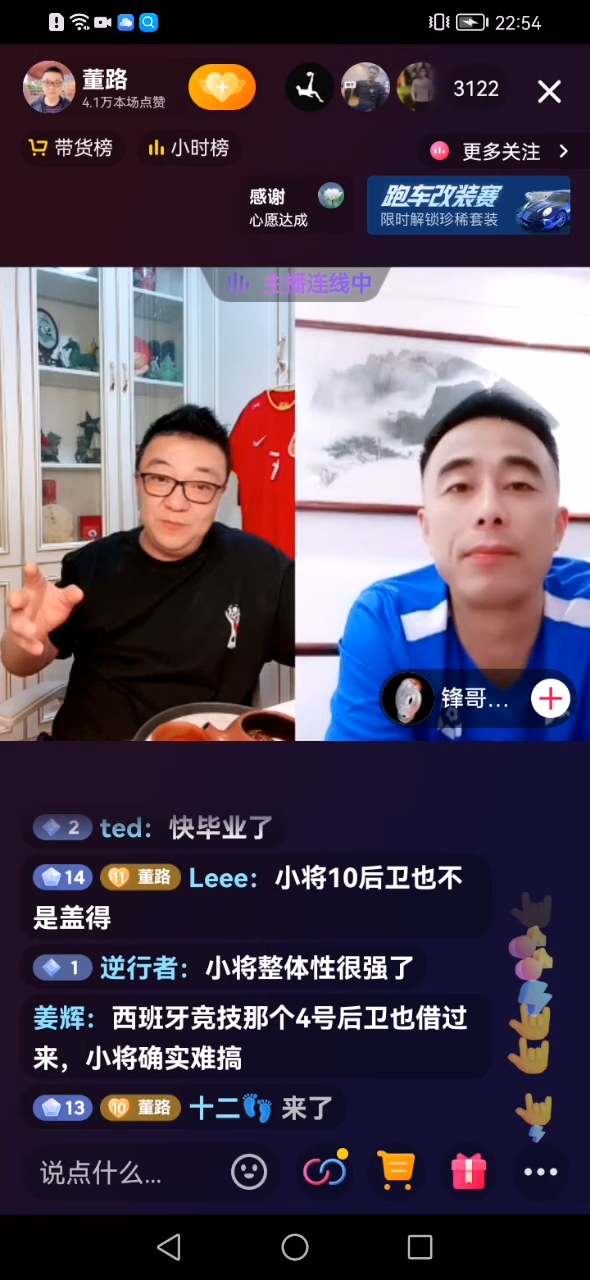 22:54
董路
4.1万本场点赞
3122
带货榜
小时榜
更多关注
感谢
心愿达成
跑车改装赛
限时解锁珍稀套装
主播连线中
锋哥...
2 ted： 快毕业了
14 11 董路 Leee： 小将10后卫也不
是盖得
1 逆行者： 小将整体性很强了
姜辉： 西班牙竞技那个4号后卫也借过
来，小将确实难搞
13 10 董路 十二👣 来了
说点什么...